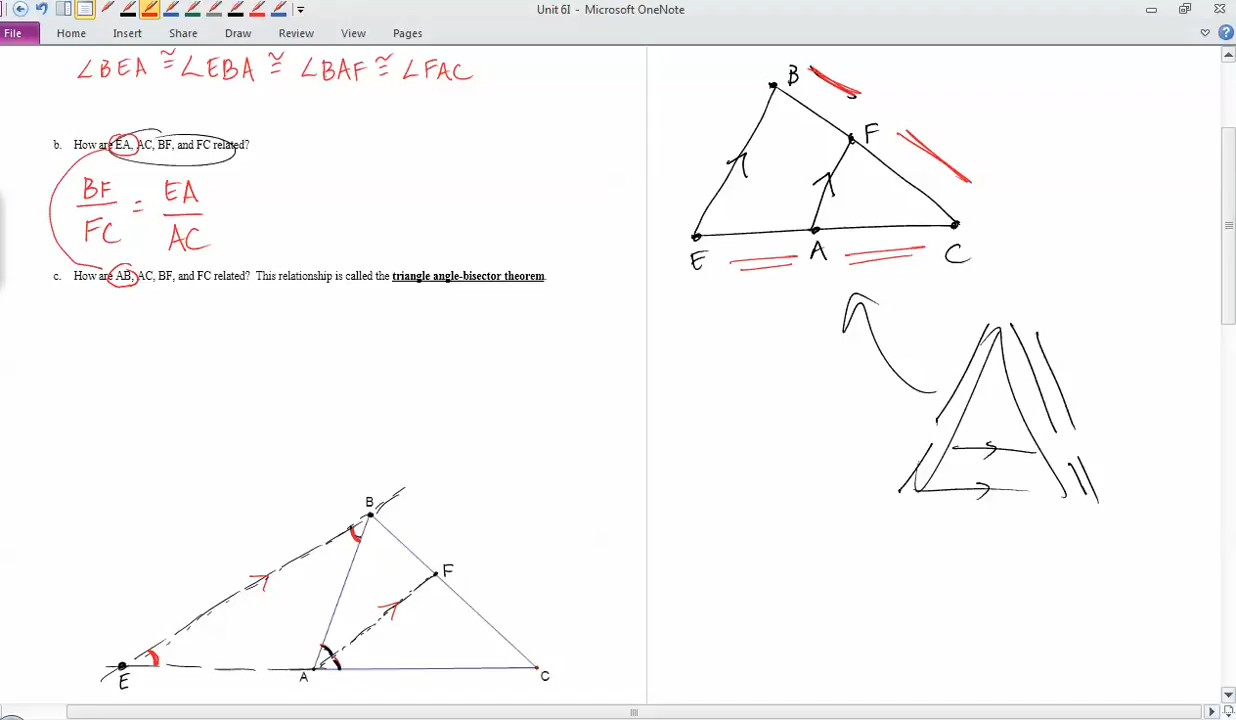 Unit 6I - Microsoft OneNote
File Home Insert Share Draw Review View Pages
∠BEA ≅ ∠EBA ≅ ∠BAF ≅ ∠FAC
b. How are EA, AC, BF, and FC related?
BF/FC = EA/AC
c. How are AB, AC, BF, and FC related? This relationship is called the triangle angle-bisector theorem.
B
F
E A C
B
F
E A C